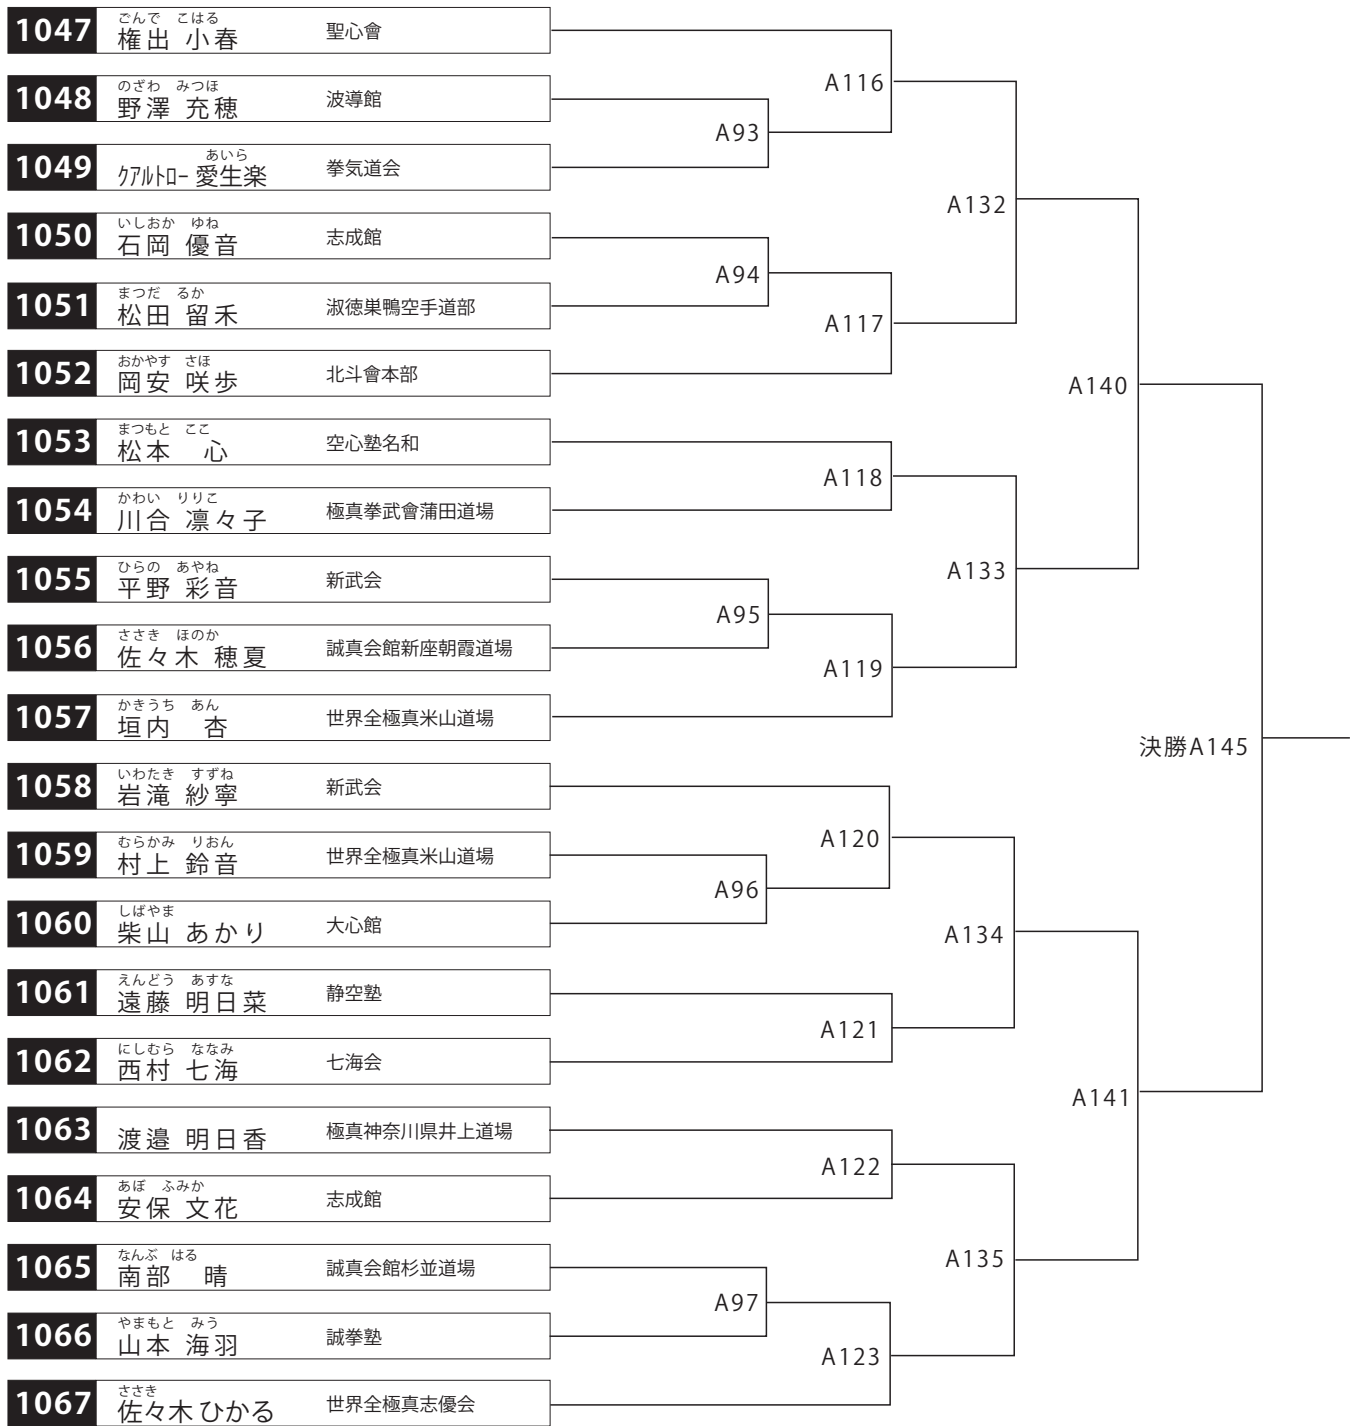 ごんで こはる
1047 権出 小春 聖心會
のざわ みつほ
1048 野澤 充穂 波導館
あいら
1049 クアルトロー 愛生楽 拳気道会
いしおか ゆね
1050 石岡 優音 志成館
まつだ るか
1051 松田 留禾 淑徳巣鴨空手道部
おかやす さほ
1052 岡安 咲歩 北斗會本部
まつもと ここ
1053 松本 心 空心塾名和
かわい りりこ
1054 川合 凛々子 極真拳武會蒲田道場
ひらの あやね
1055 平野 彩音 新武会
ささき ほのか
1056 佐々木 穂夏 誠真会館新座朝霞道場
かきうち あん
1057 垣内 杏 世界全極真米山道場
いわたき すずね
1058 岩滝 紗寧 新武会
むらかみ りおん
1059 村上 鈴音 世界全極真米山道場
しばやま
1060 柴山 あかり 大心館
えんどう あすな
1061 遠藤 明日菜 静空塾
にしむら ななみ
1062 西村 七海 七海会
1063 渡邉 明日香 極真神奈川県井上道場
あぼ ふみか
1064 安保 文花 志成館
なんぶ はる
1065 南部 晴 誠真会館杉並道場
やまもと みう
1066 山本 海羽 誠拳塾
ささき
1067 佐々木 ひかる 世界全極真志優会
A93
A94
A95
A96
A97
A116
A117
A118
A119
A120
A121
A122
A123
A132
A133
A134
A135
A140
A141
決勝A145